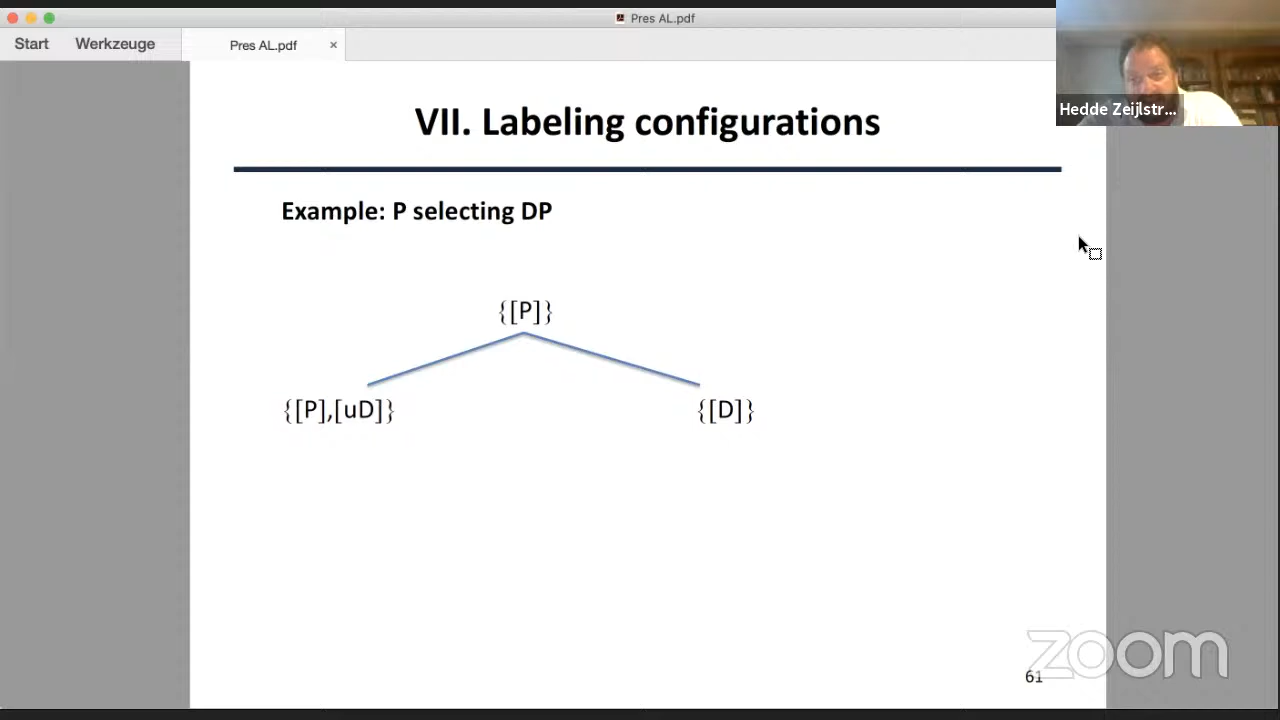 Pres AL.pdf
Start Werkzeuge Pres AL.pdf ×
Hedde Zeijlstr...
VII. Labeling configurations
Example: P selecting DP
{[P]}
{[P],[uD]} {[D]}
zoom
61